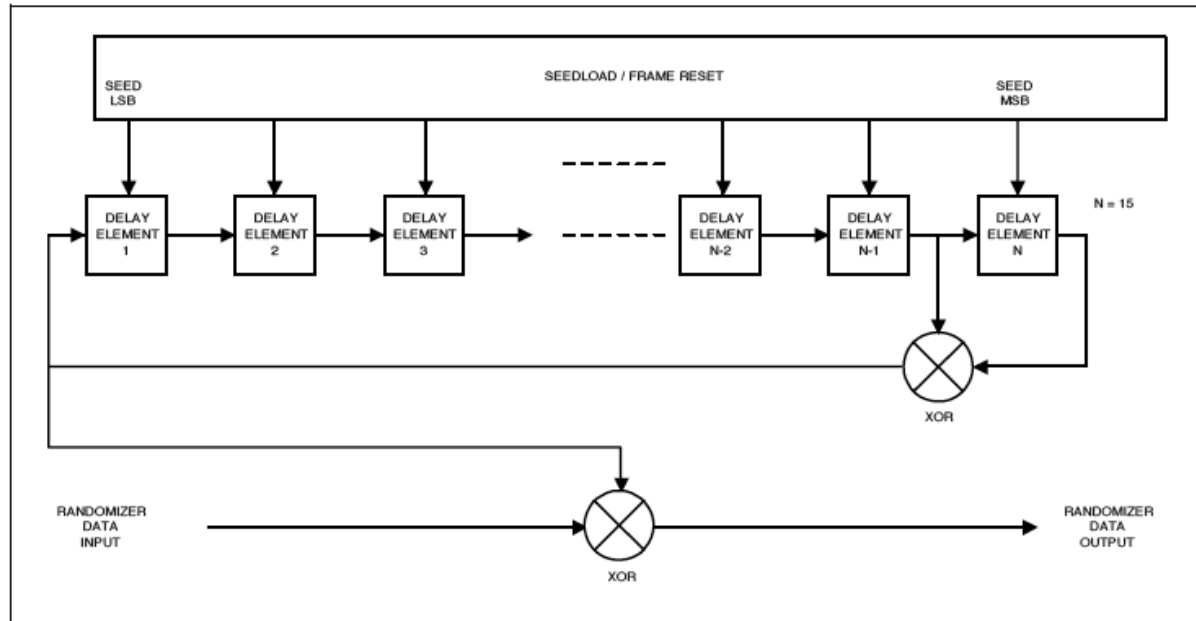 SEEDLOAD / FRAME RESET
SEED
LSB
SEED
MSB
DELAY
ELEMENT
1
DELAY
ELEMENT
2
DELAY
ELEMENT
3
DELAY
ELEMENT
N-2
DELAY
ELEMENT
N-1
DELAY
ELEMENT
N
N = 15
XOR
RANDOMIZER
DATA
INPUT
XOR
RANDOMIZER
DATA
OUTPUT